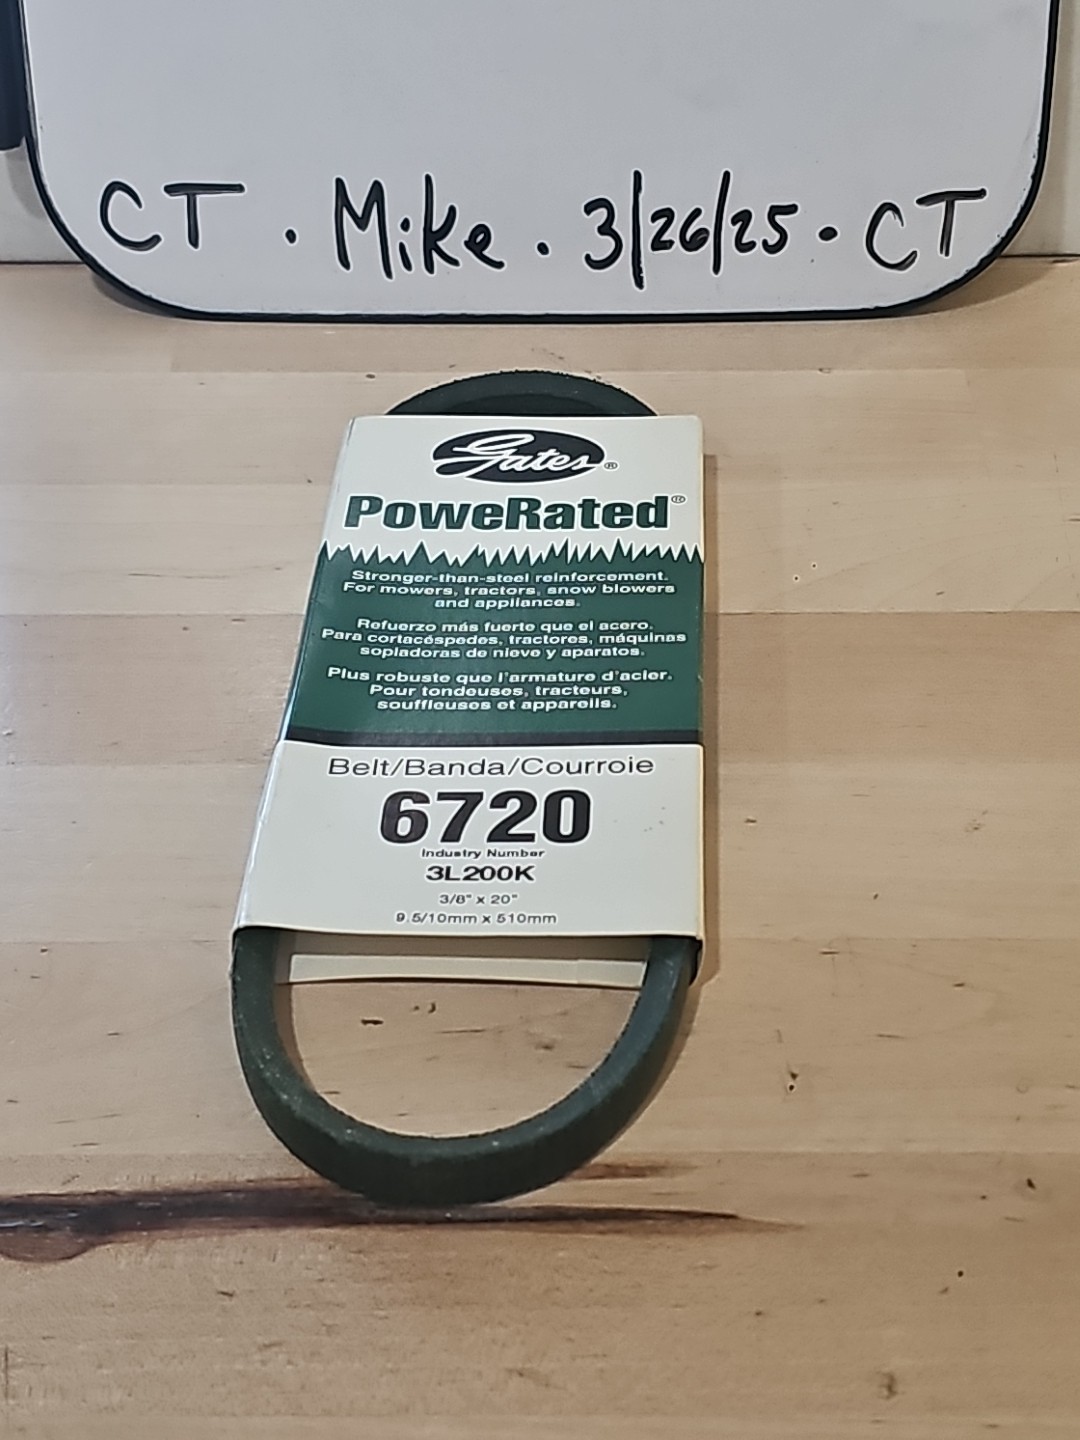 CT · Mike · 3/26/25 · CT
Gates®
PoweRated®
Stronger-than-steel reinforcement.
For mowers, tractors, snow blowers
and appliances.
Refuerzo más fuerte que el acero.
Para cortacéspedes, tractores, máquinas
sopladoras de nieve y aparatos.
Plus robuste que l'armature d'acier.
Pour tondeuses, tracteurs,
souffleuses et appareils.
Belt/Banda/Courroie
6720
Industry Number
3L200K
3/8" x 20"
9.5/10mm x 510mm